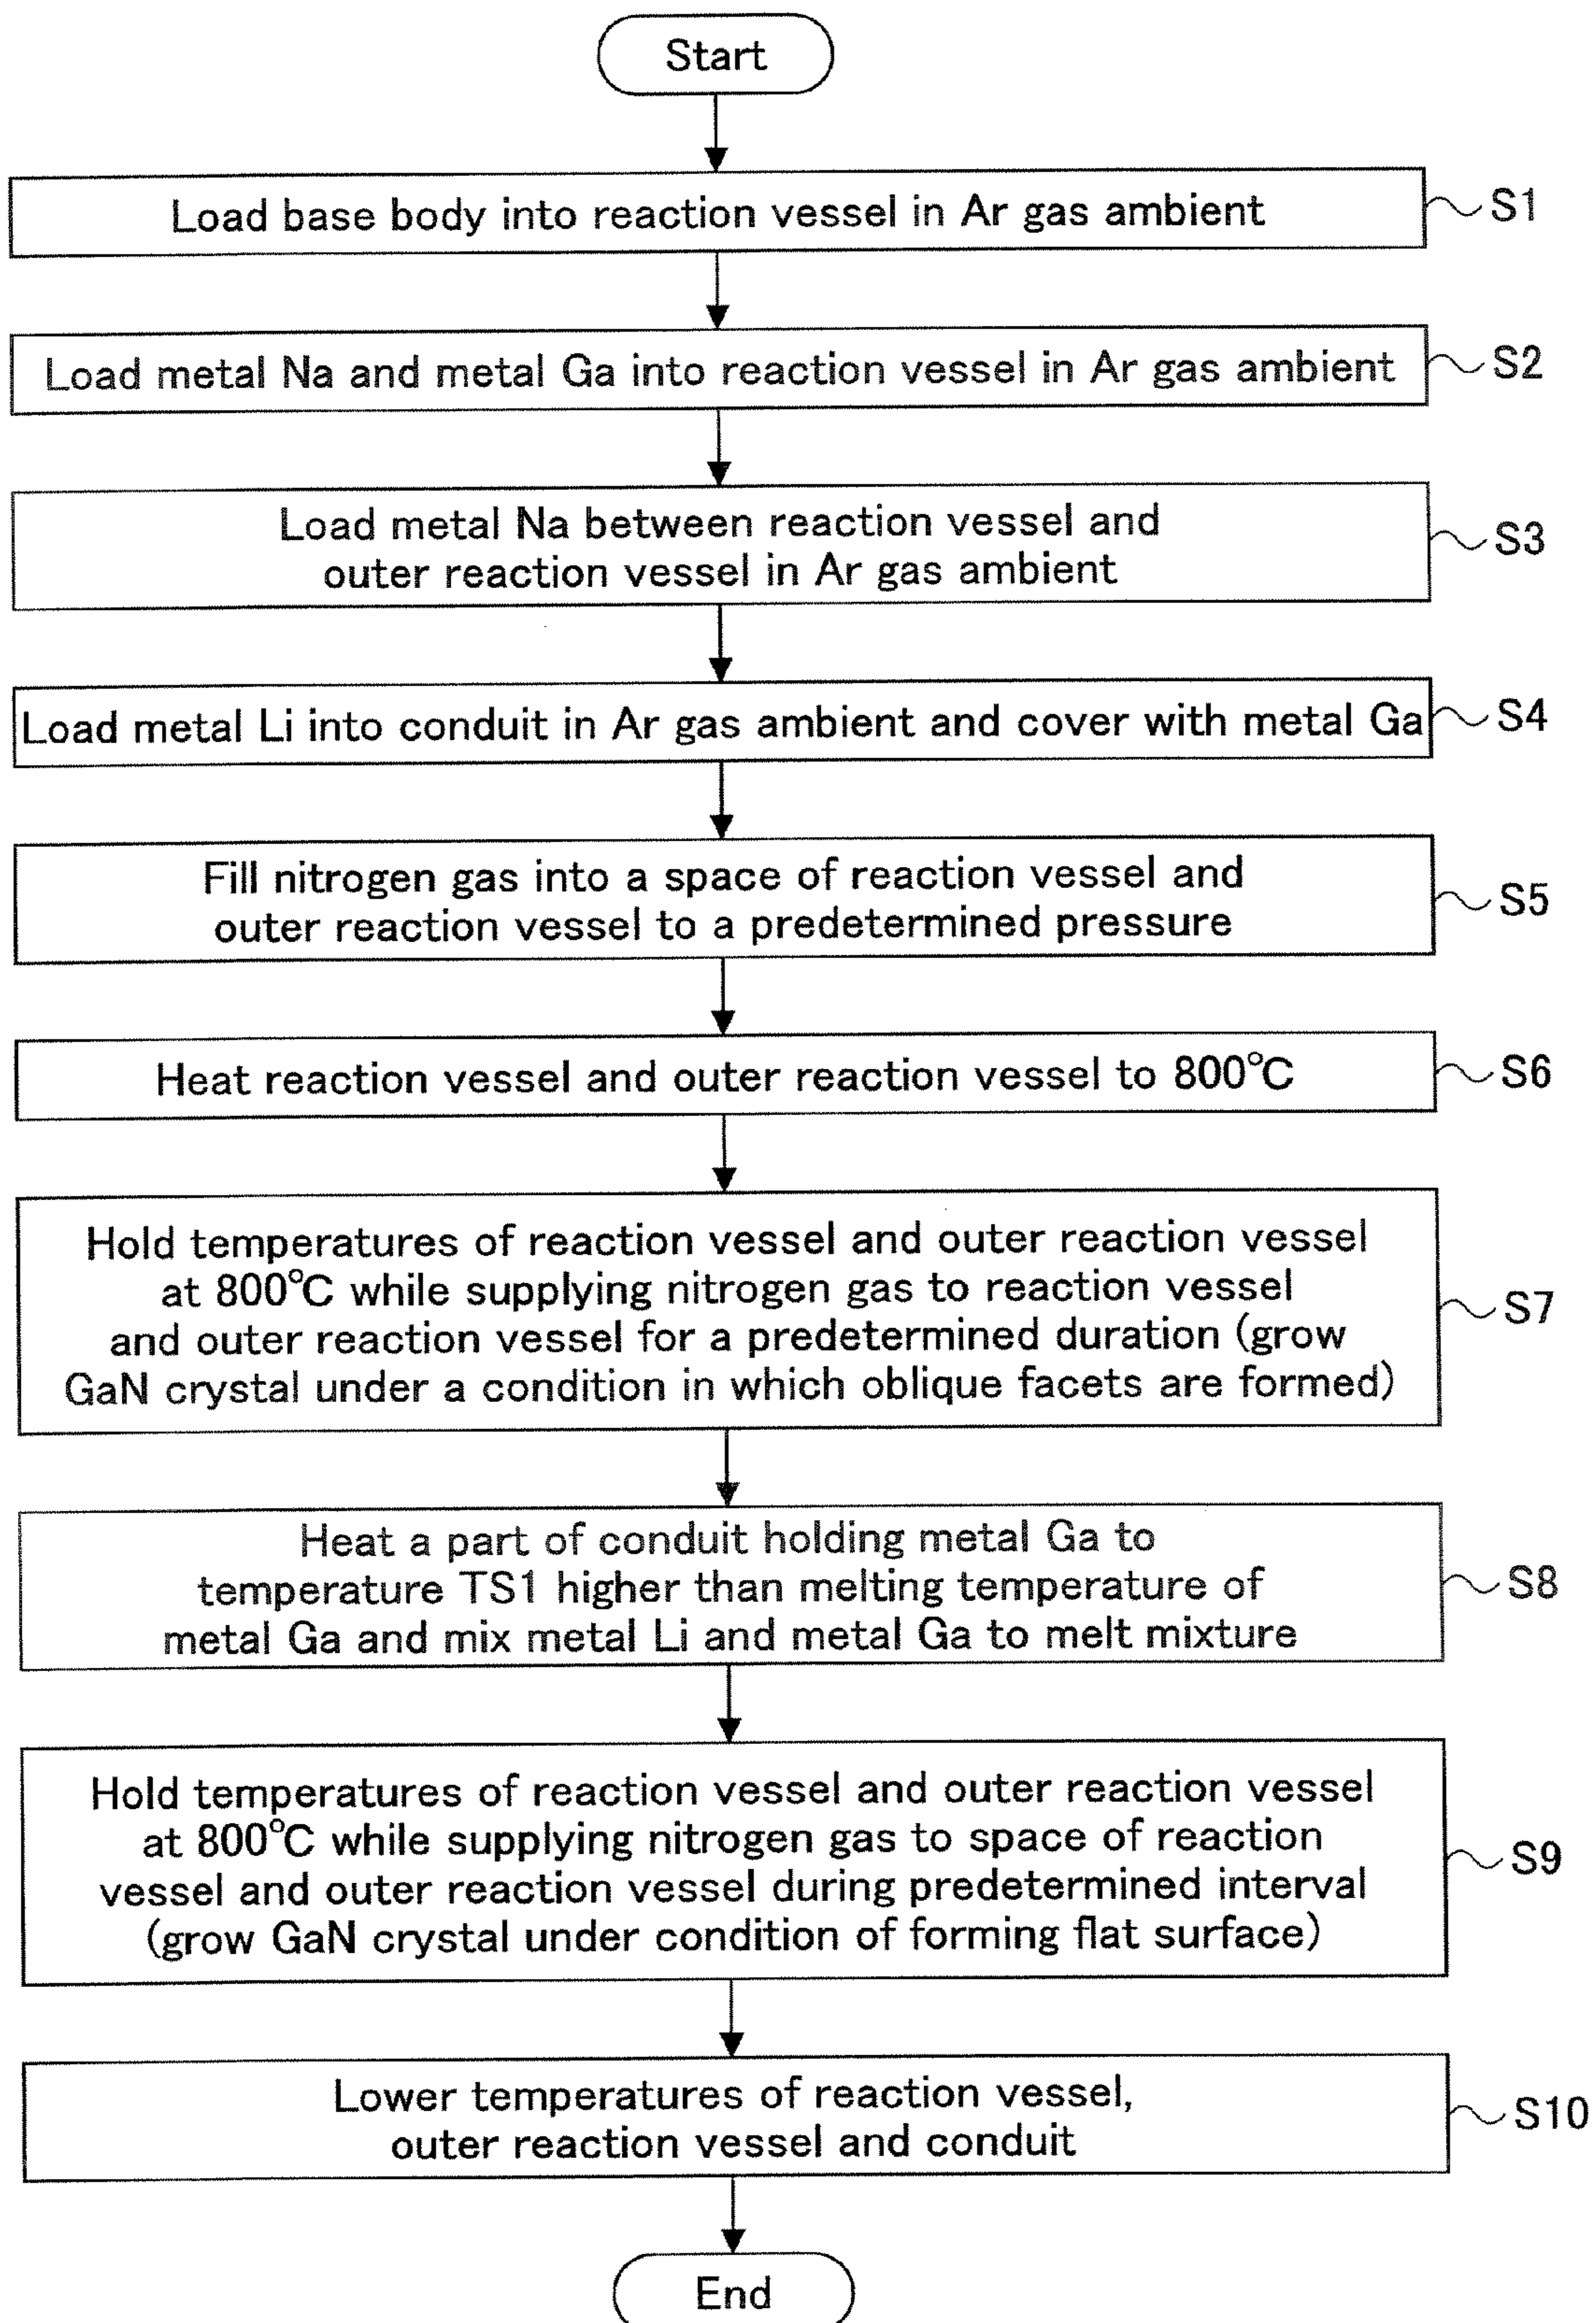 Start
Load base body into reaction vessel in Ar gas ambient
S1
Load metal Na and metal Ga into reaction vessel in Ar gas ambient
S2
Load metal Na between reaction vessel and
outer reaction vessel in Ar gas ambient
S3
Load metal Li into conduit in Ar gas ambient and cover with metal Ga
S4
Fill nitrogen gas into a space of reaction vessel and
outer reaction vessel to a predetermined pressure
S5
Heat reaction vessel and outer reaction vessel to 800℃
S6
Hold temperatures of reaction vessel and outer reaction vessel
at 800℃ while supplying nitrogen gas to reaction vessel
and outer reaction vessel for a predetermined duration (grow
GaN crystal under a condition in which oblique facets are formed)
S7
Heat a part of conduit holding metal Ga to
temperature TS1 higher than melting temperature of
metal Ga and mix metal Li and metal Ga to melt mixture
S8
Hold temperatures of reaction vessel and outer reaction vessel
at 800℃ while supplying nitrogen gas to space of reaction
vessel and outer reaction vessel during predetermined interval
(grow GaN crystal under condition of forming flat surface)
S9
Lower temperatures of reaction vessel,
outer reaction vessel and conduit
S10
End